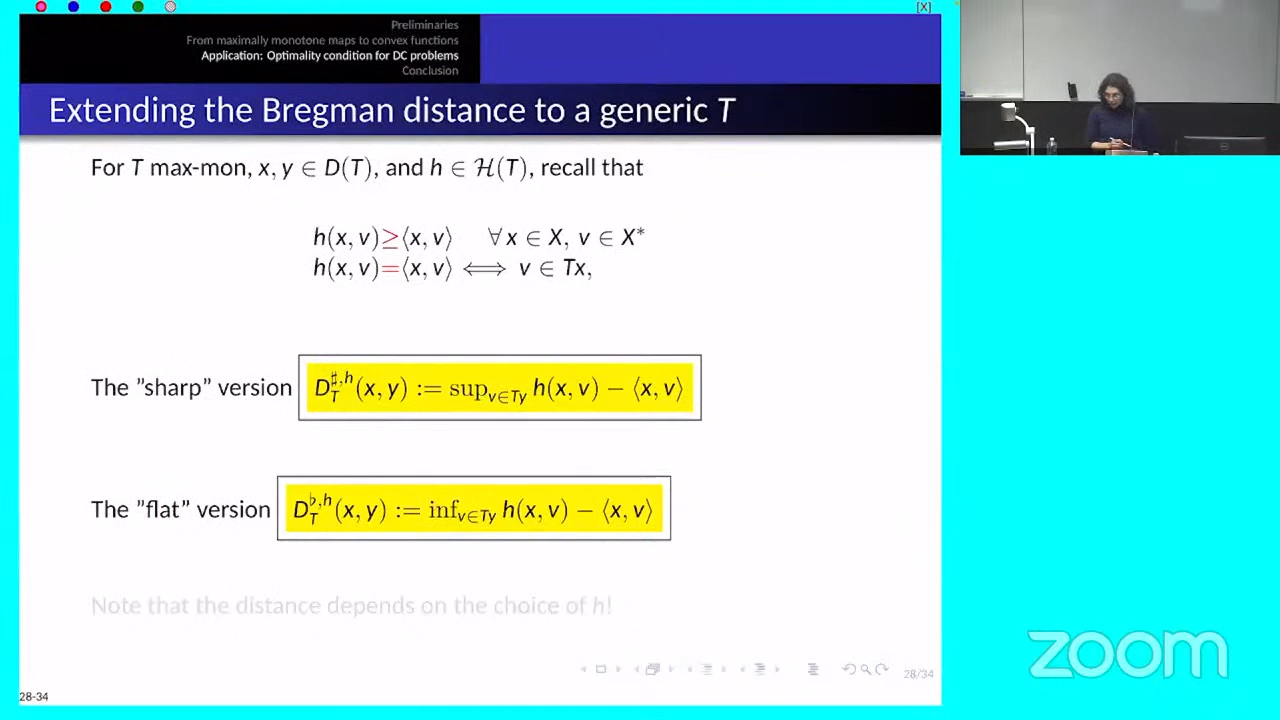 [X]
Preliminaries
From maximally monotone maps to convex functions
Application: Optimality condition for DC problems
Conclusion
Extending the Bregman distance to a generic T
For T max-mon, x, y ∈ D(T), and h ∈ ℋ(T), recall that
h(x, v)≥⟨x, v⟩ ∀ x ∈ X, v ∈ X*
h(x, v)=⟨x, v⟩ ⟺ v ∈ Tx,
The ”sharp” version D_T^{♯,h}(x, y) := sup_{v∈Ty} h(x, v) − ⟨x, v⟩
The ”flat” version D_T^{♭,h}(x, y) := inf_{v∈Ty} h(x, v) − ⟨x, v⟩
Note that the distance depends on the choice of h!
28/34
28-34
zoom